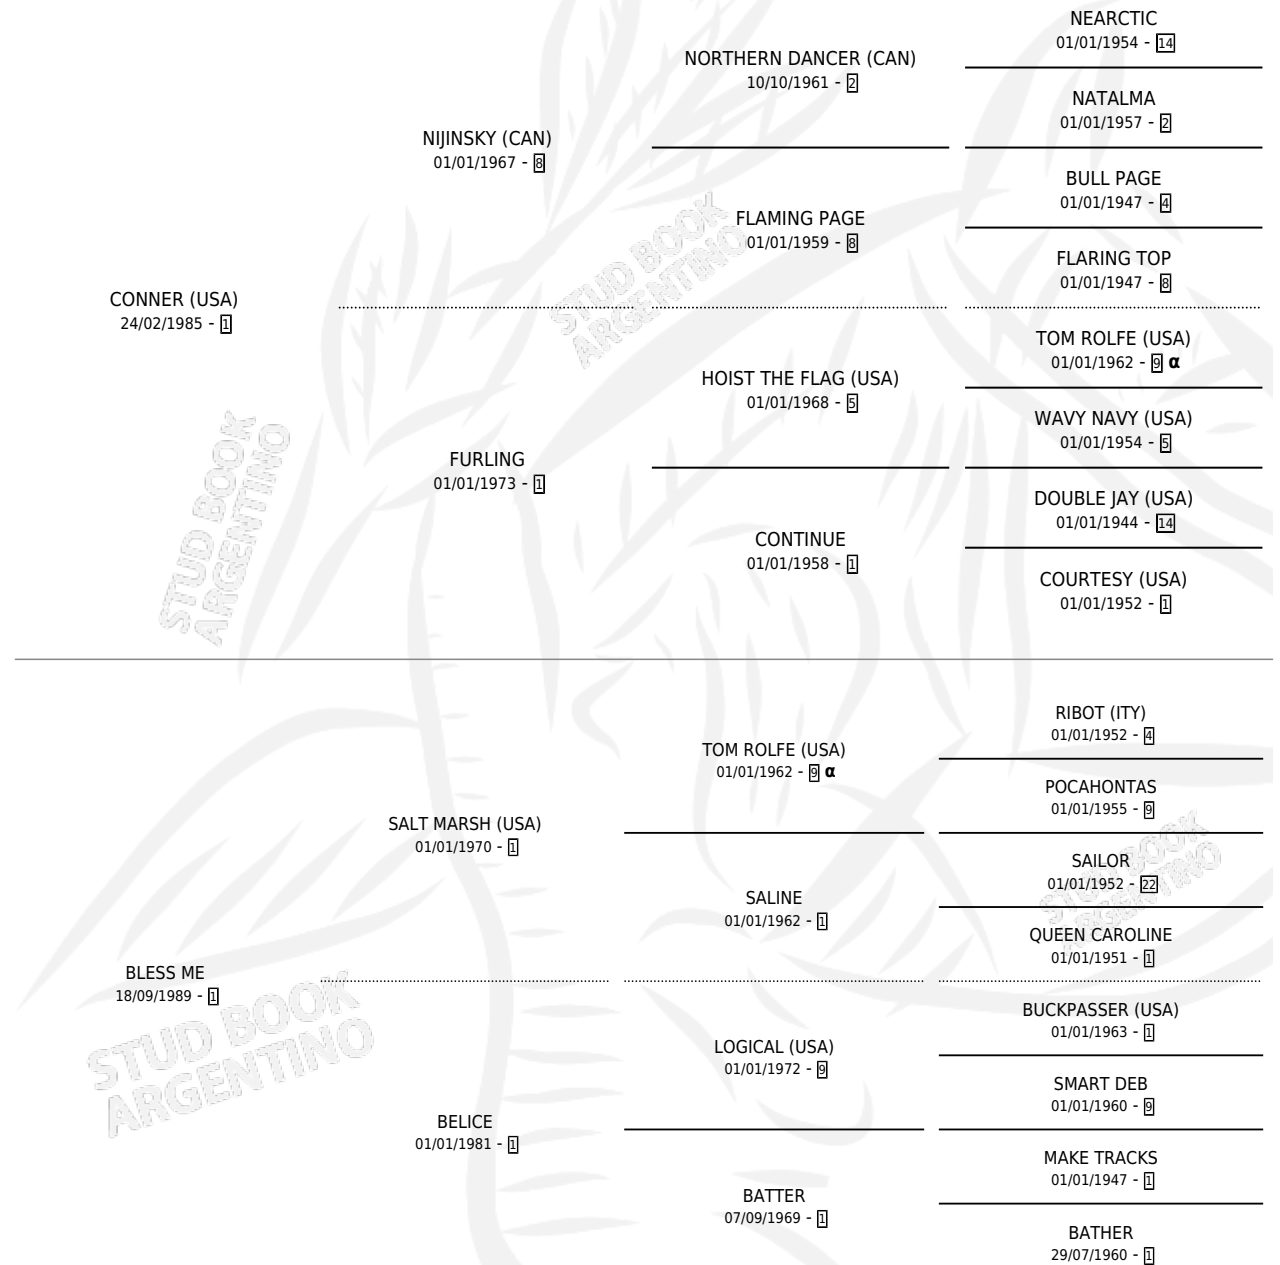 NEARCTIC
01/01/1954 - 14
NORTHERN DANCER (CAN)
10/10/1961 - 2
NATALMA
01/01/1957 - 2
NIJINSKY (CAN)
01/01/1967 - 8
BULL PAGE
01/01/1947 - 4
FLAMING PAGE
01/01/1959 - 8
FLARING TOP
01/01/1947 - 8
STUD BOOK
ARGENTINO
CONNER (USA)
24/02/1985 - 1
TOM ROLFE (USA)
01/01/1962 - 9 α
HOIST THE FLAG (USA)
01/01/1968 - 5
WAVY NAVY (USA)
01/01/1954 - 5
FURLING
01/01/1973 - 1
DOUBLE JAY (USA)
01/01/1944 - 14
CONTINUE
01/01/1958 - 1
COURTESY (USA)
01/01/1952 - 1
STUD BOOK
ARGENTINO
RIBOT (ITY)
01/01/1952 - 4
TOM ROLFE (USA)
01/01/1962 - 9 α
POCAHONTAS
01/01/1955 - 9
SALT MARSH (USA)
01/01/1970 - 1
SAILOR
01/01/1952 - 22
SALINE
01/01/1962 - 1
QUEEN CAROLINE
01/01/1951 - 1
STUD BOOK
ARGENTINO
BLESS ME
18/09/1989 - 1
BUCKPASSER (USA)
01/01/1963 - 1
LOGICAL (USA)
01/01/1972 - 9
SMART DEB
01/01/1960 - 9
BELICE
01/01/1981 - 1
MAKE TRACKS
01/01/1947 - 1
BATTER
07/09/1969 - 1
BATHER
29/07/1960 - 1
STUD BOOK
ARGENTINO